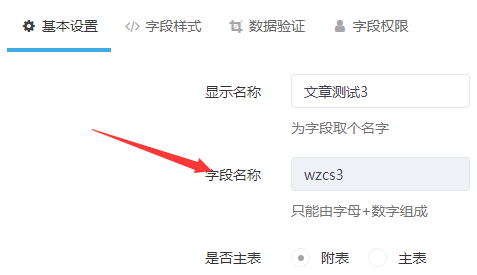 基本设置 字段样式 数据验证 字段权限
显示名称 文章测试3
为字段取个名字
字段名称 wzcs3
只能由字母+数字组成
是否主表 附表 主表